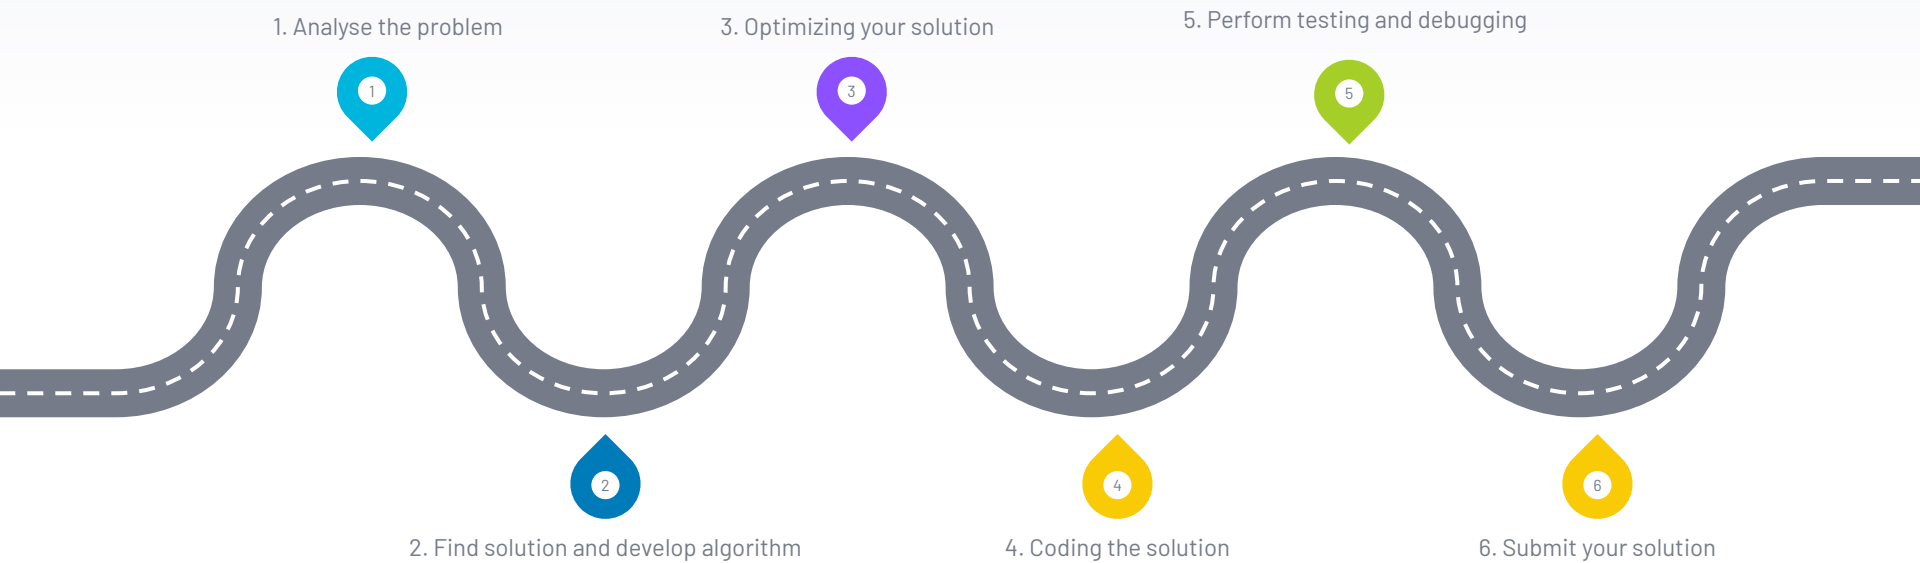 1. Analyse the problem
3. Optimizing your solution
5. Perform testing and debugging
1
3
5
2
4
6
2. Find solution and develop algorithm
4. Coding the solution
6. Submit your solution